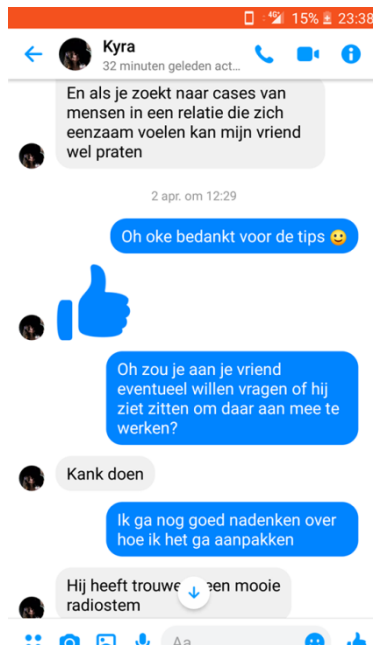 4G 15% 23:38
Kyra
32 minuten geleden act...
En als je zoekt naar cases van
mensen in een relatie die zich
eenzaam voelen kan mijn vriend
wel praten
2 apr. om 12:29
Oh oke bedankt voor de tips
Oh zou je aan je vriend
eventueel willen vragen of hij
ziet zitten om daar aan mee te
werken?
Kank doen
Ik ga nog goed nadenken over
hoe ik het ga aanpakken
Hij heeft een mooie
radiostem
Aa